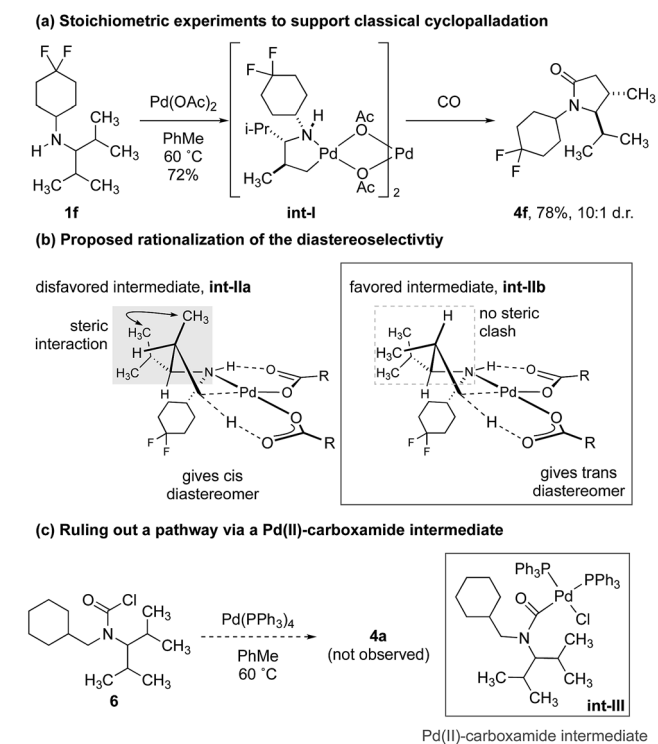 (a) Stoichiometric experiments to support classical cyclopalladation
F F
N
H
CH3
CH3
H3C CH3
1f
Pd(OAc)2
PhMe
60 ˚C
72%
F
F
i-Pr
N H
H3C
Pd
Ac
O
O
Ac
Pd
2
int-I
CO
O
N
CH3
H3C CH3
F
F
4f, 78%, 10:1 d.r.
(b) Proposed rationalization of the diastereoselectivtiy
disfavored intermediate, int-IIa
steric
interaction
CH3
H3C
H
H3C
N H
H
O
R
O
Pd
H
O
O R
F
F
gives cis
diastereomer
favored intermediate, int-IIb
no steric
clash
H
H3C
H3C
H3C
N H
H
O
R
O
Pd
H
O
O R
F
F
gives trans
diastereomer
(c) Ruling out a pathway via a Pd(II)-carboxamide intermediate
O Cl
N
CH3
CH3
H3C CH3
6
Pd(PPh3)4
PhMe
60 ˚C
4a
(not observed)
Ph3P
PPh3
Pd
O
Cl
N
CH3
H3C CH3
CH3
int-III
Pd(II)-carboxamide intermediate